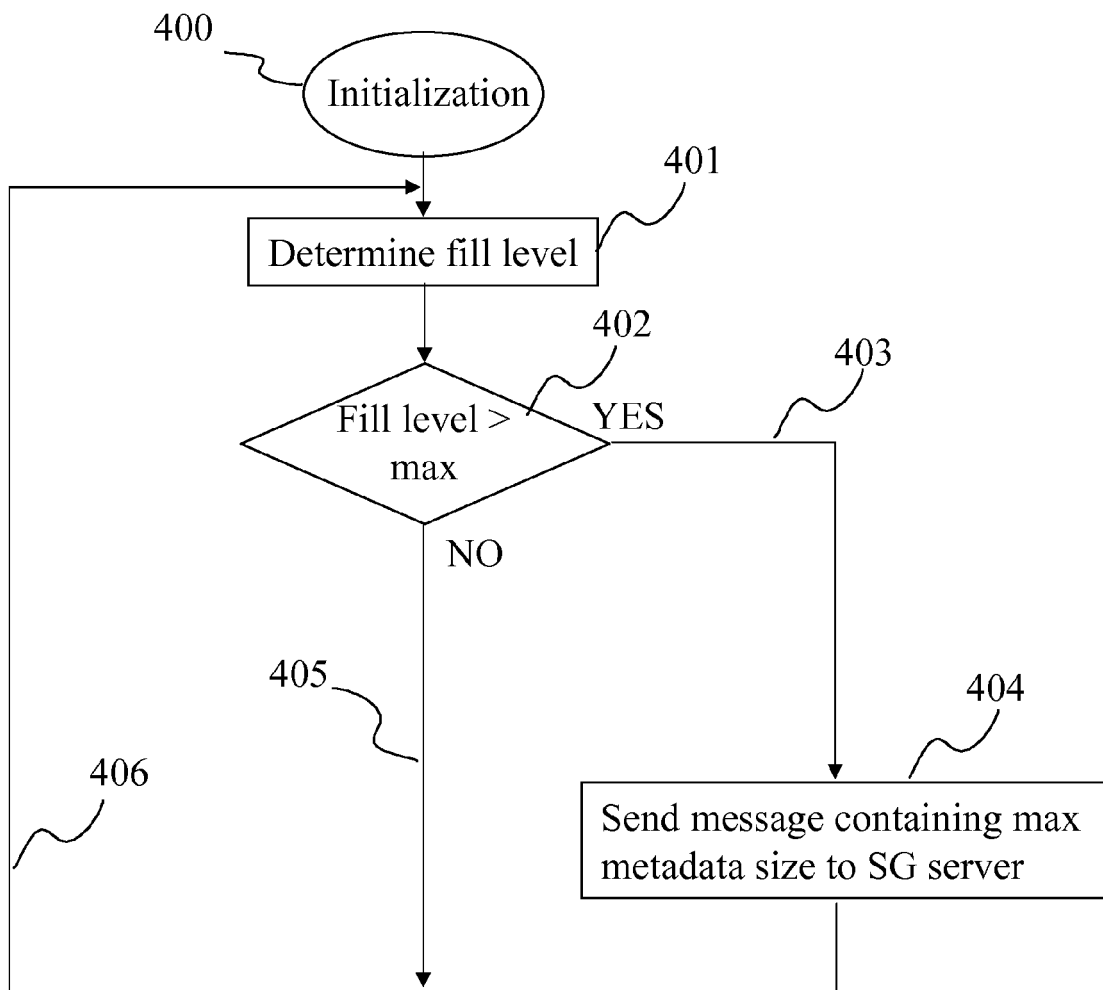 400
Initialization
401
Determine fill level
402
403
Fill level >
max
YES
NO
405
404
406
Send message containing max
metadata size to SG server